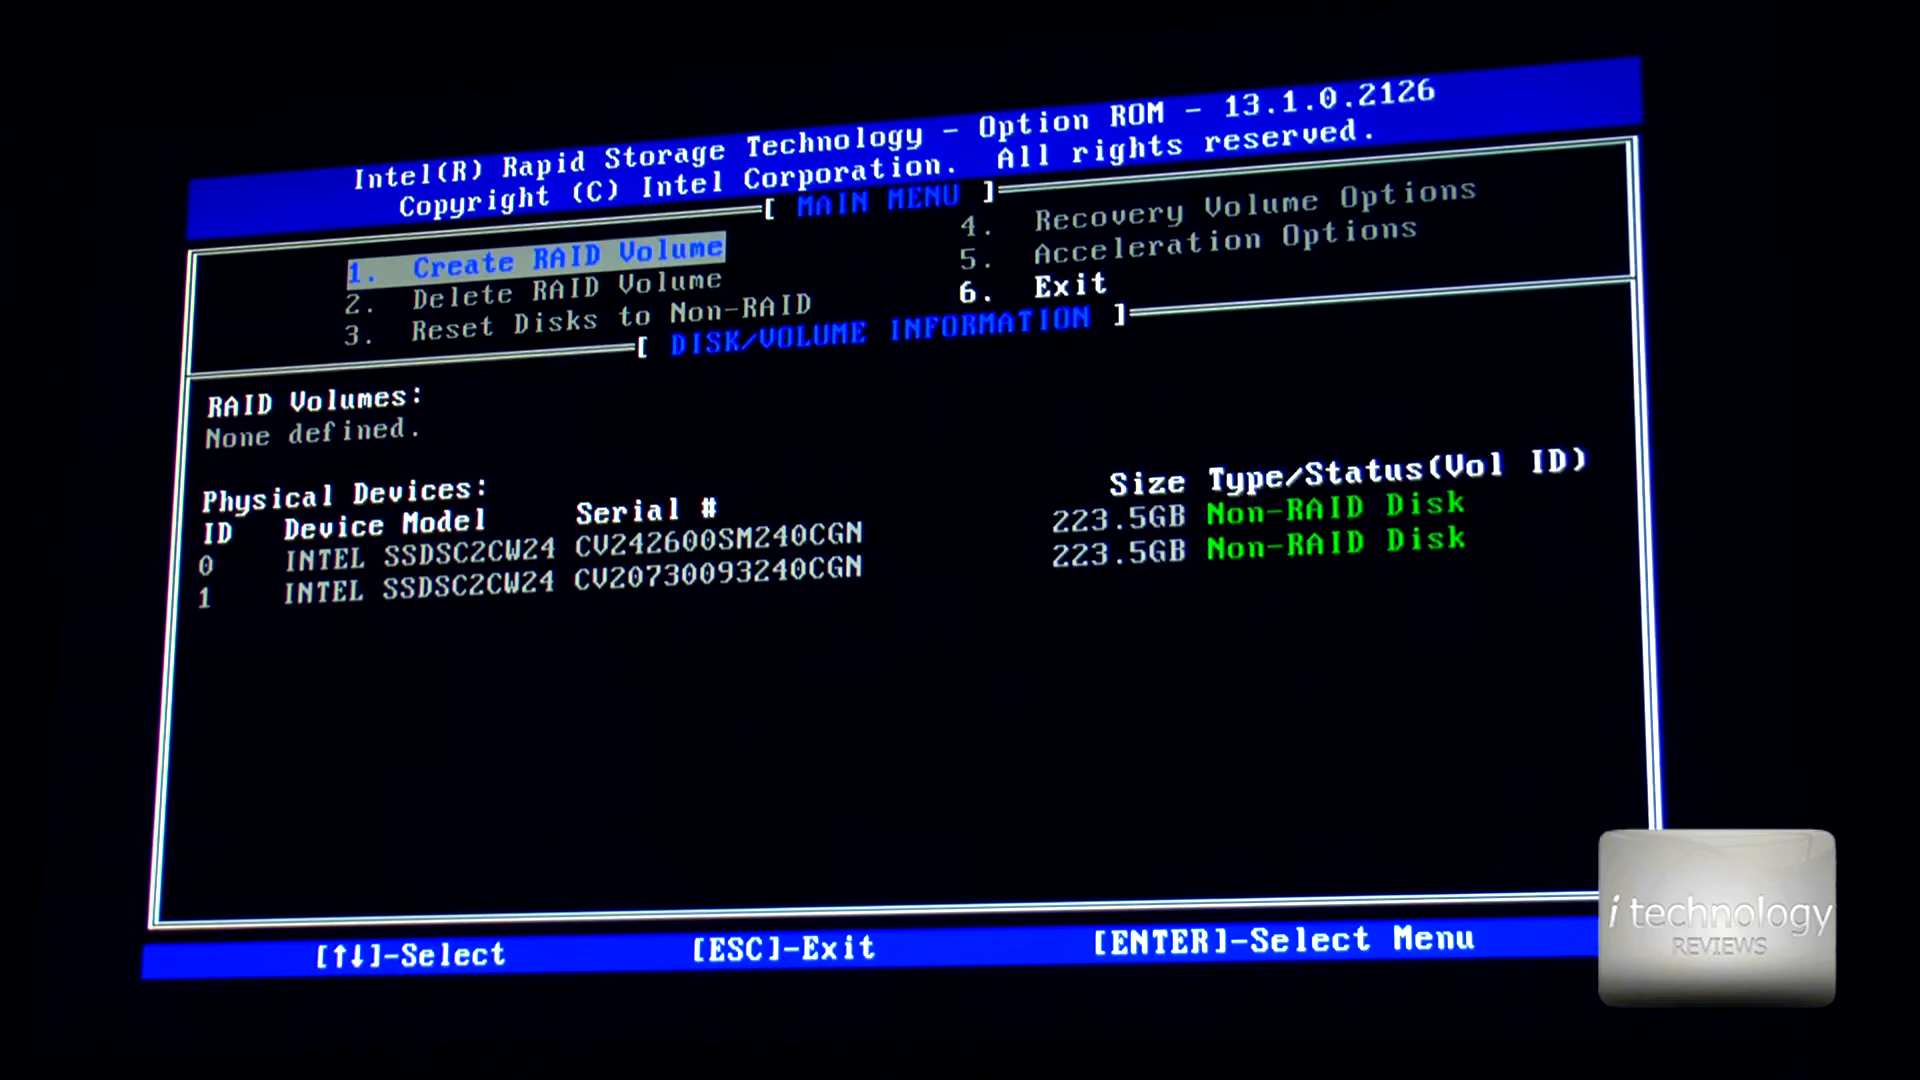 Intel(R) Rapid Storage Technology - Option ROM - 13.1.0.2126
Copyright (C) Intel Corporation. All rights reserved.
[ MAIN MENU ]
1. Create RAID Volume
2. Delete RAID Volume
3. Reset Disks to Non-RAID
4. Recovery Volume Options
5. Acceleration Options
6. Exit
[ DISK/VOLUME INFORMATION ]
RAID Volumes:
None defined.
Physical Devices:
ID Device Model Serial # Size Type/Status(Vol ID)
0 INTEL SSDSC2CW24 CV242600SM240CGN 223.5GB Non-RAID Disk
1 INTEL SSDSC2CW24 CV20730093240CGN 223.5GB Non-RAID Disk
[↑↓]-Select [ESC]-Exit [ENTER]-Select Menu
i technology
REVIEWS